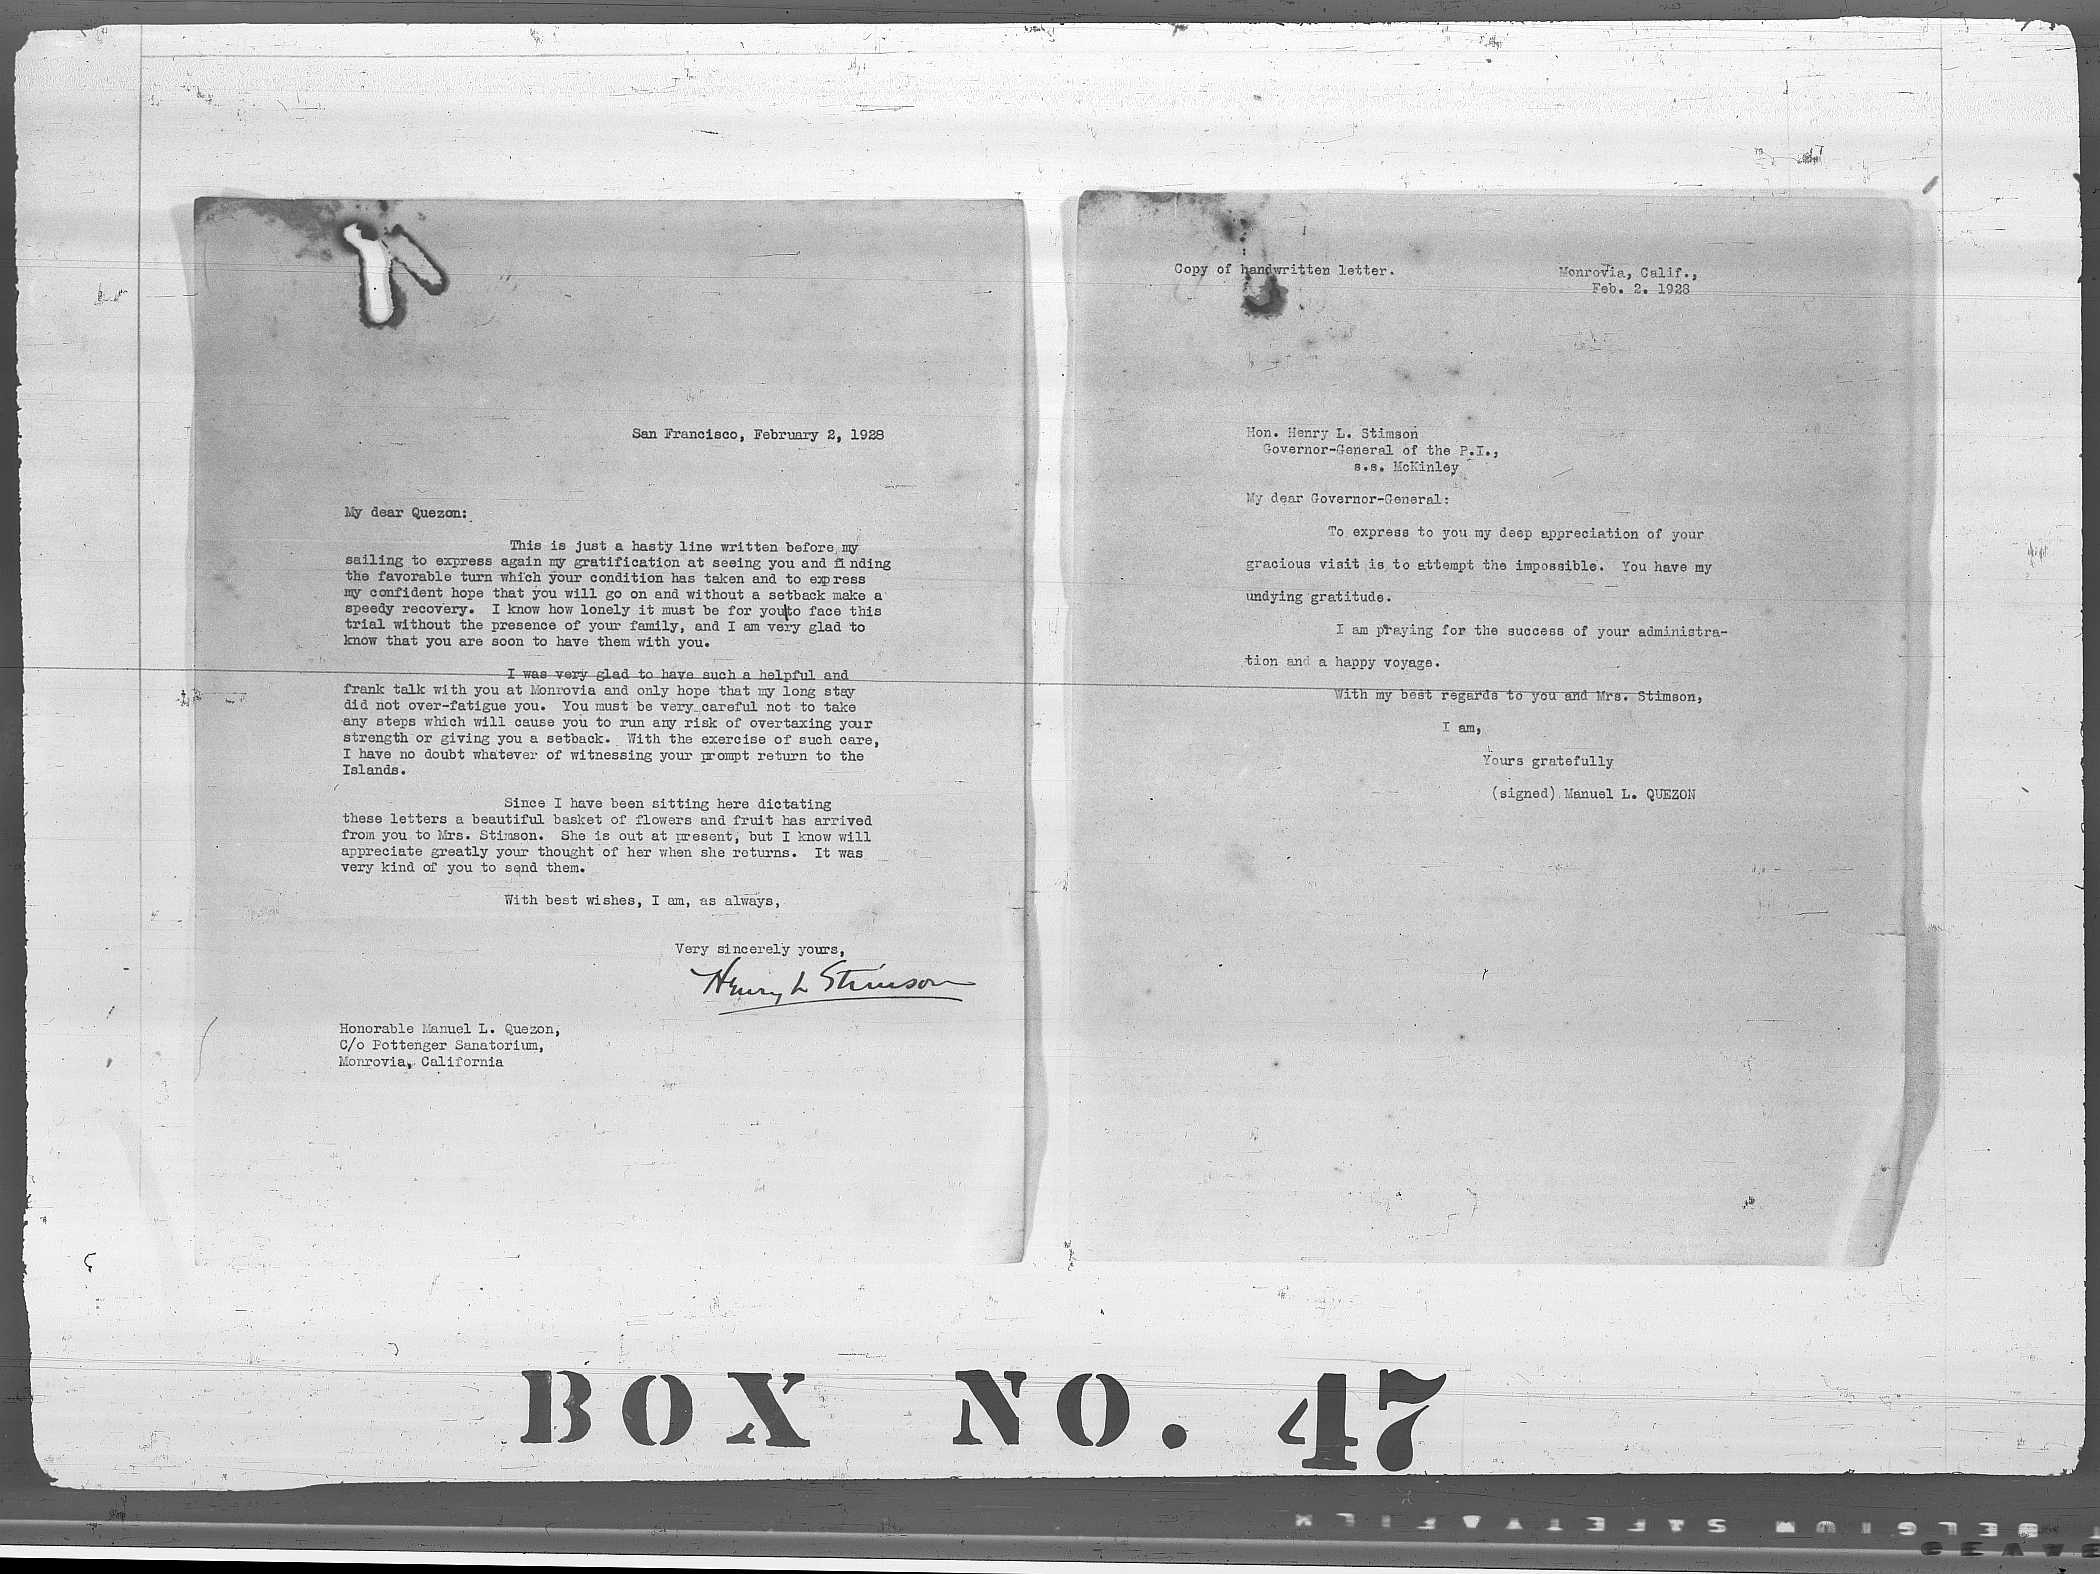 San Francisco, February 2, 1928
My dear Quezon:
This is just a hasty line written before my
sailing to express again my gratification at seeing you and finding
the favorable turn which your condition has taken and to express
my confident hope that you will go on and without a setback make a
speedy recovery. I know how lonely it must be for you to face this
trial without the presence of your family, and I am very glad to
know that you are soon to have them with you.
I was very glad to have such a helpful and
frank talk with you at Monrovia and only hope that my long stay
did not over-fatigue you. You must be very careful not to take
any steps which will cause you to run any risk of overtaxing your
strength or giving you a setback. With the exercise of such care,
I have no doubt whatever of witnessing your prompt return to the
Islands.
Since I have been sitting here dictating
these letters a beautiful basket of flowers and fruit has arrived
from you to Mrs. Stimson. She is out at present, but I know will
appreciate greatly your thought of her when she returns. It was
very kind of you to send them.
With best wishes, I am, as always,
Very sincerely yours,
Henry L Stimson
Honorable Manuel L. Quezon,
C/o Pottenger Sanatorium,
Monrovia, California
Copy of handwritten letter.
Monrovia, Calif.,
Feb. 2. 1928
Hon. Henry L. Stimson
Governor-General of the P.I.,
s.s. McKinley
My dear Governor-General:
To express to you my deep appreciation of your
gracious visit is to attempt the impossible. You have my
undying gratitude.
I am praying for the success of your administra-
tion and a happy voyage.
With my best regards to you and Mrs. Stimson,
I am,
Yours gratefully
(signed) Manuel L. QUEZON
BOX NO. 47
BELGIUM SAFETY
GEVAE